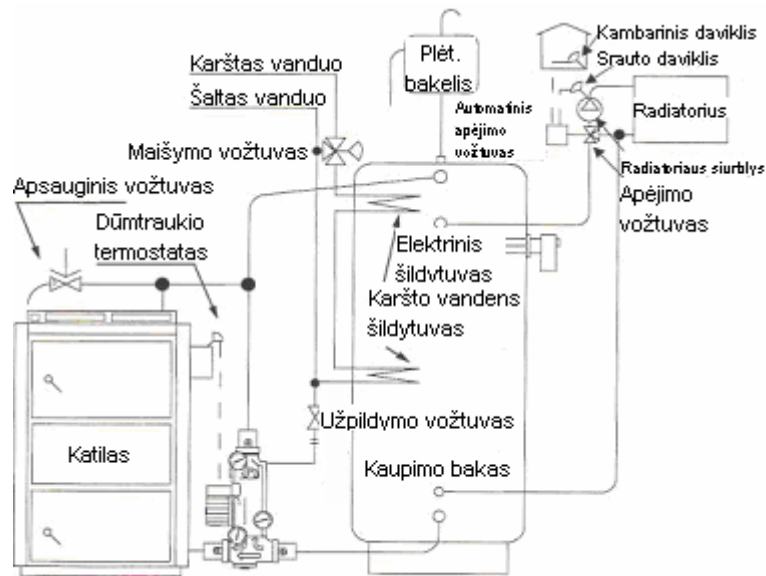 Karštas vanduo
Šaltas vanduo
Maišymo vožtuvas
Apsauginis vožtuvas
Dūmtraukio
termostatas
Plėt.
bakelis
Automatinis
apėjimo
vožtuvas
Kambarinis daviklis
Srauto daviklis
Radiatorius
Radiatoriaus siurblys
Apėjimo
vožtuvas
Elektrinis
šildvtuvas
Karšto vandens
šildytuvas
Užpildymo vožtuvas
Katilas
Kaupimo bakas